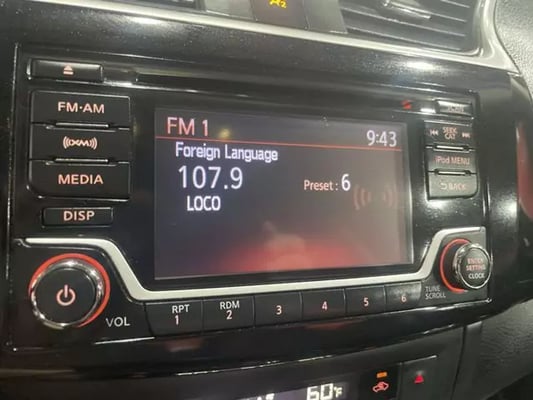 FM·AM
XM
MEDIA
DISP
FM 1
9:43
Foreign Language
107.9
Preset : 6
LOCO
SEEK
CAT
iPod MENU
BACK
ENTER
SETTING
CLOCK
TUNE
SCROLL
VOL
RPT
1
RDM
2
3
4
5
6
60°F